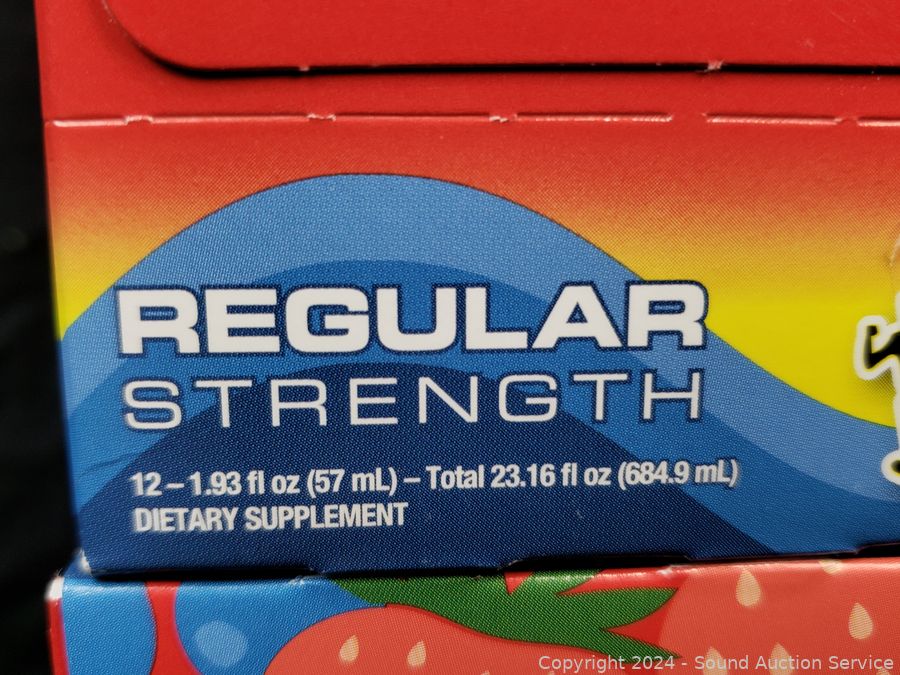 REGULAR
STRENGTH
12 – 1.93 fl oz (57 mL) – Total 23.16 fl oz (684.9 mL)
DIETARY SUPPLEMENT
Copyright 2024 - Sound Auction Service